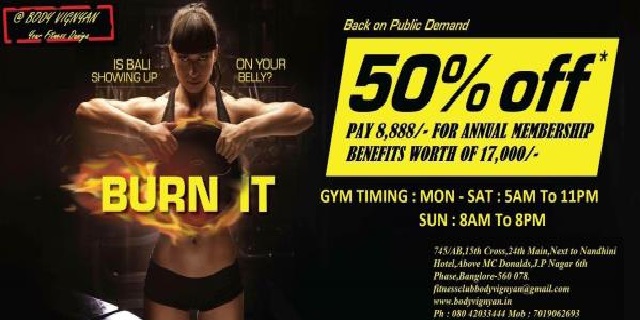 @ BODY VIGNYAN
Your Fitness Design
IS BALI
SHOWING UP
ON YOUR
BELLY?
BURN IT
Back on Public Demand
50% off*
PAY 8,888/- FOR ANNUAL MEMBERSHIP
BENEFITS WORTH OF 17,000/-
GYM TIMING : MON - SAT : 5AM To 11PM
SUN : 8AM To 8PM
745/AB,15th Cross,24th Main,Next to Nandhini
Hotel,Above MC Donalds,J.P Nagar 6th
Phase,Banglore-560 078.
fitnessclubbodyvignyan@gmail.com
www.bodyvignyan.in
Ph : 080 42033444 Mob : 7019062693